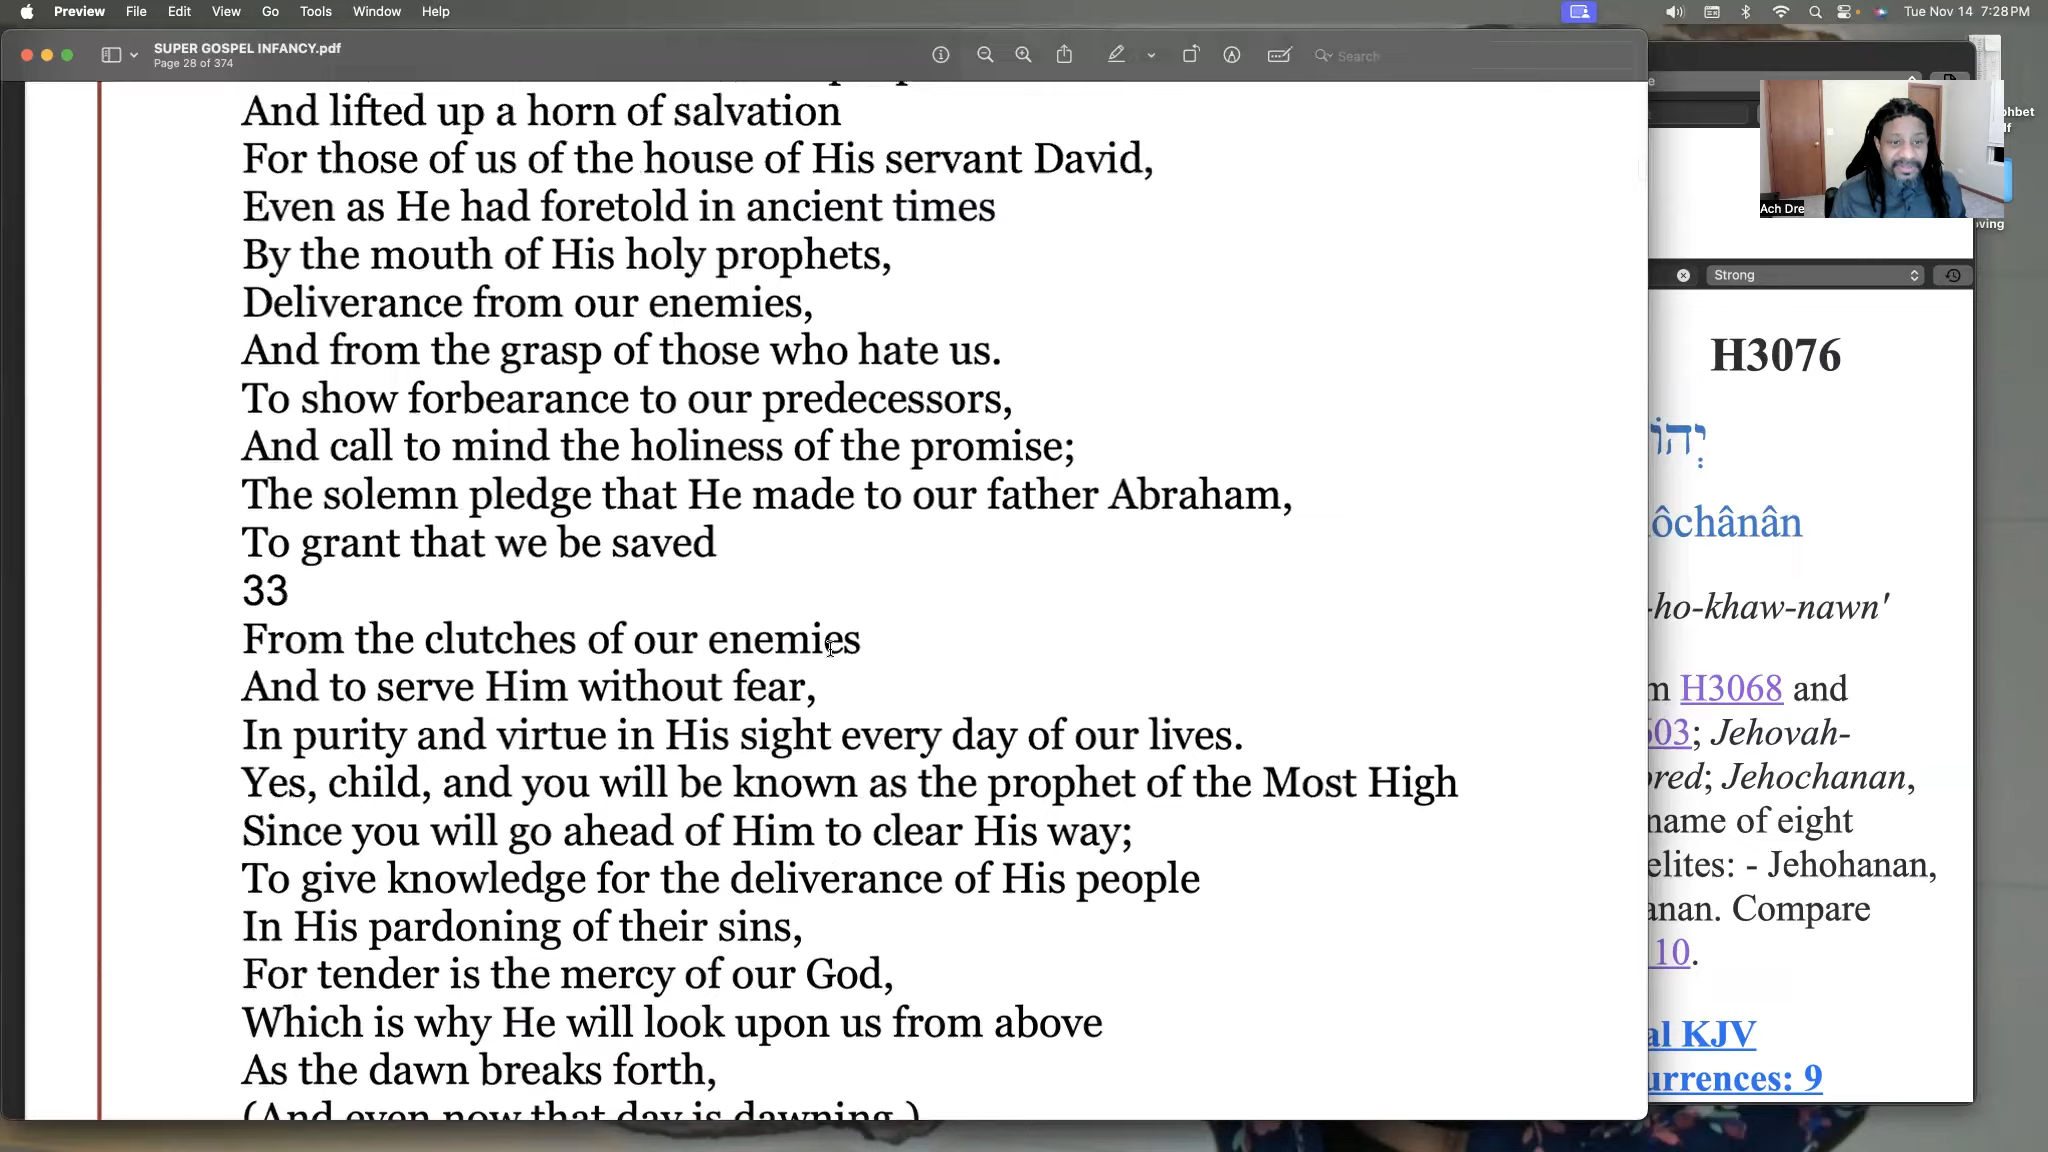 Preview File Edit View Go Tools Window Help
Tue Nov 14 7:28 PM
SUPER GOSPEL INFANCY.pdf
Page 28 of 374
Search
And lifted up a horn of salvation
For those of us of the house of His servant David,
Even as He had foretold in ancient times
By the mouth of His holy prophets,
Deliverance from our enemies,
And from the grasp of those who hate us.
To show forbearance to our predecessors,
And call to mind the holiness of the promise;
The solemn pledge that He made to our father Abraham,
To grant that we be saved
33
From the clutches of our enemies
And to serve Him without fear,
In purity and virtue in His sight every day of our lives.
Yes, child, and you will be known as the prophet of the Most High
Since you will go ahead of Him to clear His way;
To give knowledge for the deliverance of His people
In His pardoning of their sins,
For tender is the mercy of our God,
Which is why He will look upon us from above
As the dawn breaks forth,
(And even now that day is dawning,)
Ach Dre
Strong
H3076
יְהוֹ
ôchânân
-ho-khaw-nawn'
m H3068 and
03; Jehovah-
ored; Jehochanan,
name of eight
elites: - Jehohanan,
anan. Compare
10.
al KJV
urrences: 9